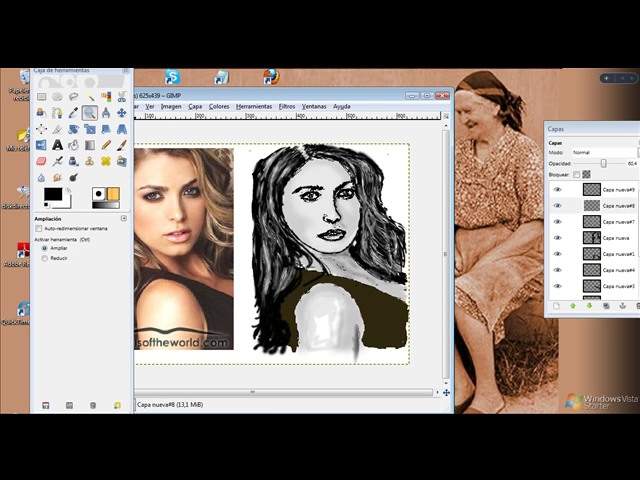 Caja de herramientas
625x439 – GIMP
Ver Imagen Capa Colores Herramientas Filtros Ventanas Ayuda
Ampliación
Auto-redimensionar ventana
Activar herramienta (Ctrl)
Ampliar
Reducir
softheworld.com
Capa nueva#8 (13,1 MiB)
Capas
Capas
Modo: Normal
Opacidad:
Bloquear:
Capa nueva#9
Capa nueva#8
Capa nueva#7
Capa nueva
Capa nueva#1
Capa nueva#4
Capa nueva#3
Windows Vista
Starter